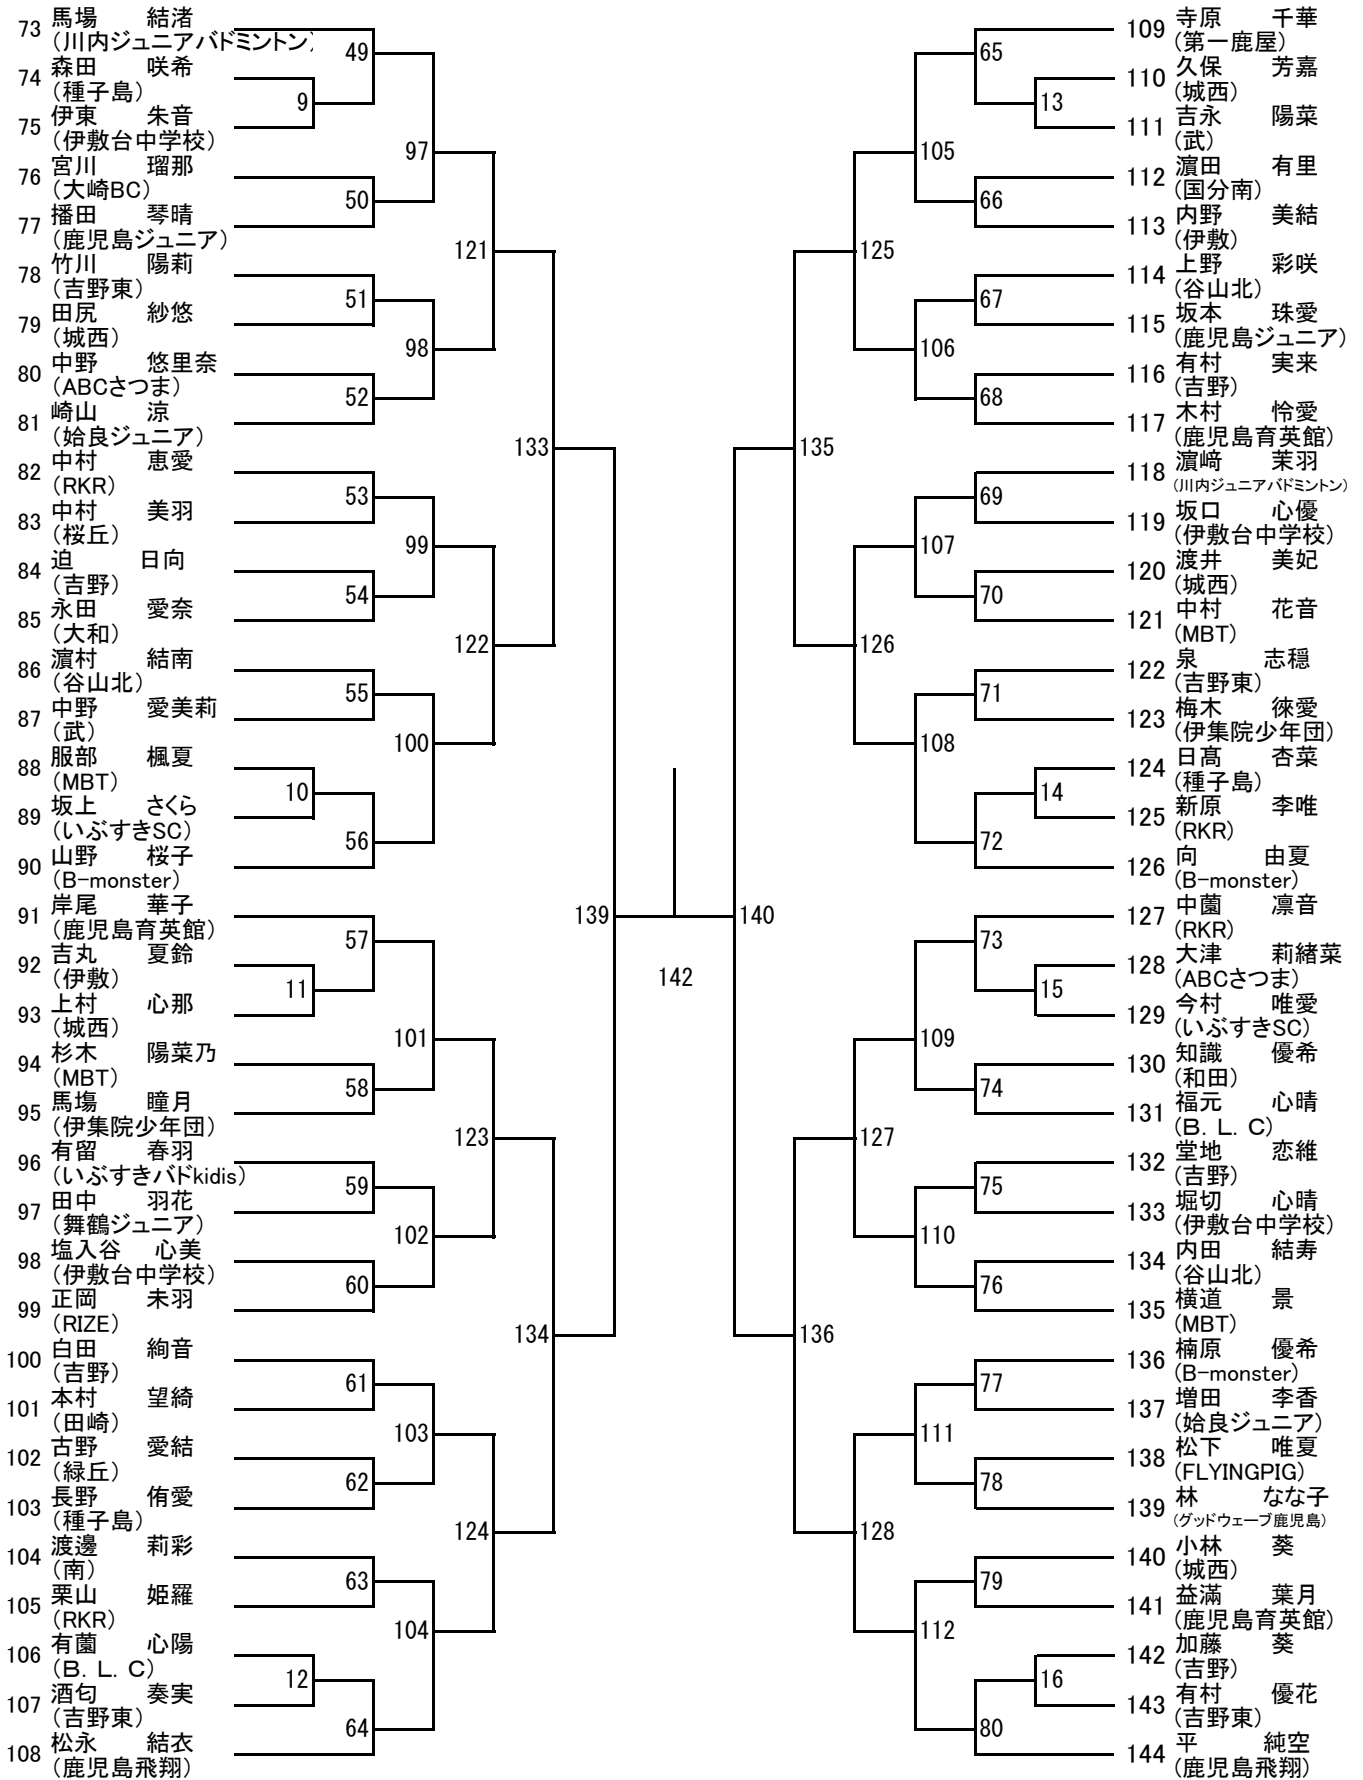 73 馬場 結渚
(川内ジュニアバドミントン)
74 森田 咲希
(種子島)
75 伊東 朱音
(伊敷台中学校)
76 宮川 瑠那
(大崎BC)
77 播田 琴晴
(鹿児島ジュニア)
78 竹川 陽莉
(吉野東)
79 田尻 紗悠
(城西)
80 中野 悠里奈
(ABCさつま)
81 崎山 涼
(姶良ジュニア)
82 中村 恵愛
(RKR)
83 中村 美羽
(桜丘)
84 迫 日向
(吉野)
85 永田 愛奈
(大和)
86 濵村 結南
(谷山北)
87 中野 愛美莉
(武)
88 服部 楓夏
(MBT)
89 坂上 さくら
(いぶすきSC)
90 山野 桜子
(B-monster)
91 岸尾 華子
(鹿児島育英館)
92 吉丸 夏鈴
(伊敷)
93 上村 心那
(城西)
94 杉木 陽菜乃
(MBT)
95 馬塲 瞳月
(伊集院少年団)
96 有留 春羽
(いぶすきバドkidis)
97 田中 羽花
(舞鶴ジュニア)
98 塩入谷 心美
(伊敷台中学校)
99 正岡 未羽
(RIZE)
100 白田 絢音
(吉野)
101 本村 望綺
(田崎)
102 古野 愛結
(緑丘)
103 長野 侑愛
(種子島)
104 渡邊 莉彩
(南)
105 栗山 姫羅
(RKR)
106 有薗 心陽
(B．L．C)
107 酒匂 奏実
(吉野東)
108 松永 結衣
(鹿児島飛翔)
9
10
11
12
49
50
51
52
53
54
55
56
57
58
59
60
61
62
63
64
97
98
99
100
101
102
103
104
121
122
123
124
133
134
139
142
140
135
136
125
126
127
128
105
106
107
108
109
110
111
112
65
66
67
68
69
70
71
72
73
74
75
76
77
78
79
80
13
14
15
16
109 寺原 千華
(第一鹿屋)
110 久保 芳嘉
(城西)
111 吉永 陽菜
(武)
112 濵田 有里
(国分南)
113 内野 美結
(伊敷)
114 上野 彩咲
(谷山北)
115 坂本 珠愛
(鹿児島ジュニア)
116 有村 実来
(吉野)
117 木村 怜愛
(鹿児島育英館)
118 濵﨑 茉羽
(川内ジュニアバドミントン)
119 坂口 心優
(伊敷台中学校)
120 渡井 美妃
(城西)
121 中村 花音
(MBT)
122 泉 志穏
(吉野東)
123 梅木 徠愛
(伊集院少年団)
124 日髙 杏菜
(種子島)
125 新原 李唯
(RKR)
126 向 由夏
(B-monster)
127 中薗 凛音
(RKR)
128 大津 莉緒菜
(ABCさつま)
129 今村 唯愛
(いぶすきSC)
130 知識 優希
(和田)
131 福元 心晴
(B．L．C)
132 堂地 恋維
(吉野)
133 堀切 心晴
(伊敷台中学校)
134 内田 結寿
(谷山北)
135 横道 景
(MBT)
136 楠原 優希
(B-monster)
137 増田 李香
(姶良ジュニア)
138 松下 唯夏
(FLYINGPIG)
139 林 なな子
(グッドウェーブ鹿児島)
140 小林 葵
(城西)
141 益滿 葉月
(鹿児島育英館)
142 加藤 葵
(吉野)
143 有村 優花
(吉野東)
144 平 純空
(鹿児島飛翔)